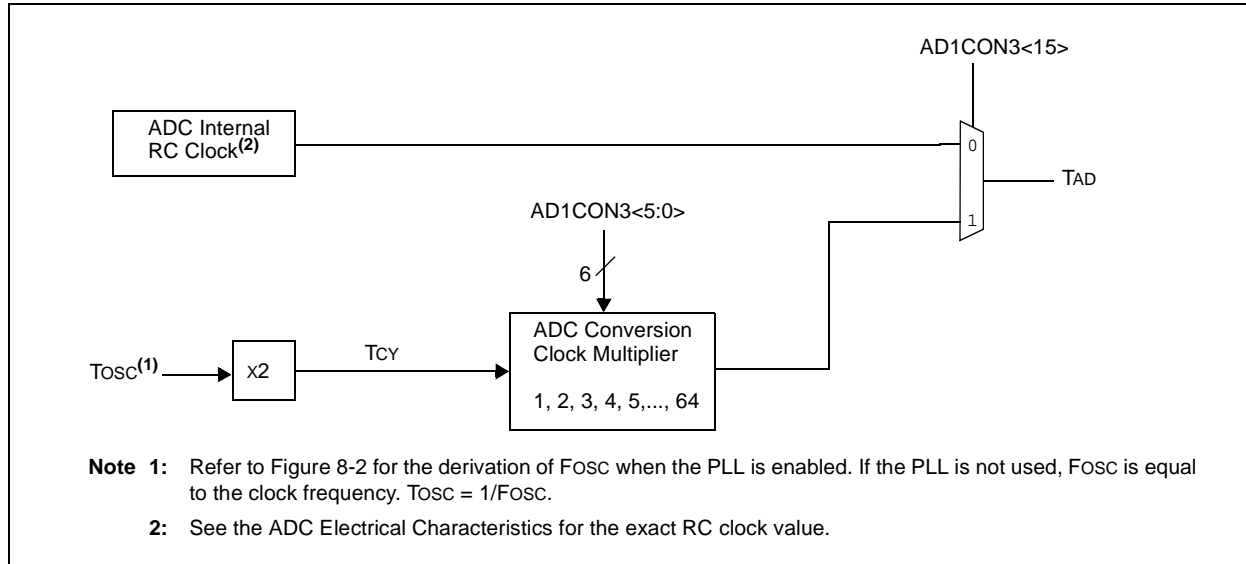 AD1CON3<15>
ADC Internal
RC Clock(2)
0
TAD
AD1CON3<5:0>
1
6
ADC Conversion
Clock Multiplier
TOSC(1)
X2
TCY
1, 2, 3, 4, 5,..., 64
Note 1: Refer to Figure 8-2 for the derivation of FOSC when the PLL is enabled. If the PLL is not used, FOSC is equal
to the clock frequency. TOSC = 1/FOSC.
2: See the ADC Electrical Characteristics for the exact RC clock value.